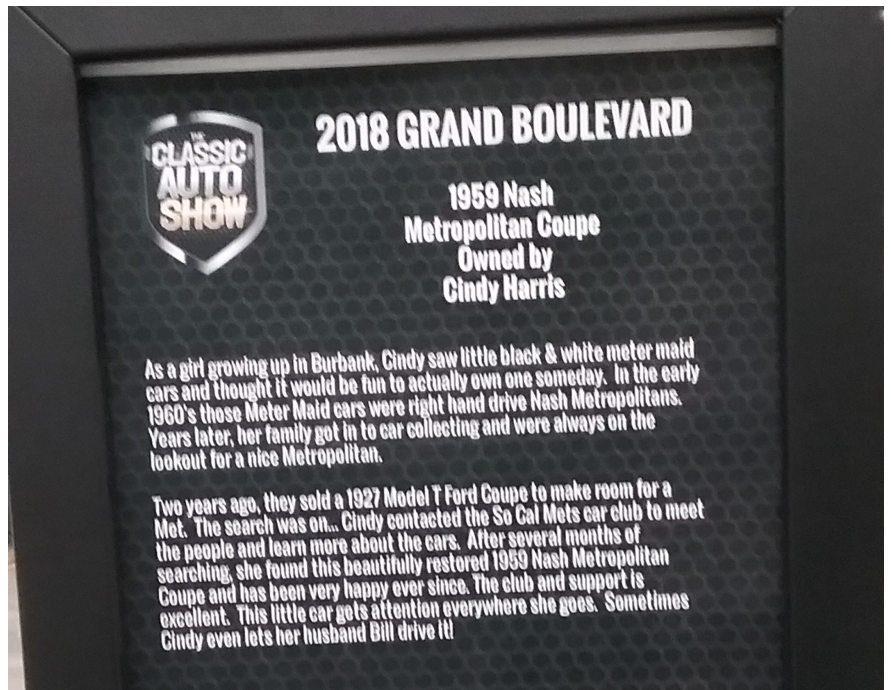 THE
CLASSIC
AUTO
SHOW
2018 GRAND BOULEVARD
1959 Nash
Metropolitan Coupe
Owned by
Cindy Harris
As a girl growing up in Burbank, Cindy saw little black & white meter maid
cars and thought it would be fun to actually own one someday. In the early
1960's those Meter Maid cars were right hand drive Nash Metropolitans.
Years later, her family got in to car collecting and were always on the
lookout for a nice Metropolitan.
Two years ago, they sold a 1927 Model T Ford Coupe to make room for a
Met. The search was on... Cindy contacted the So Cal Mets car club to meet
the people and learn more about the cars. After several months of
searching, she found this beautifully restored 1959 Nash Metropolitan
Coupe and has been very happy ever since. The club and support is
excellent. This little car gets attention everywhere she goes. Sometimes
Cindy even lets her husband Bill drive it!